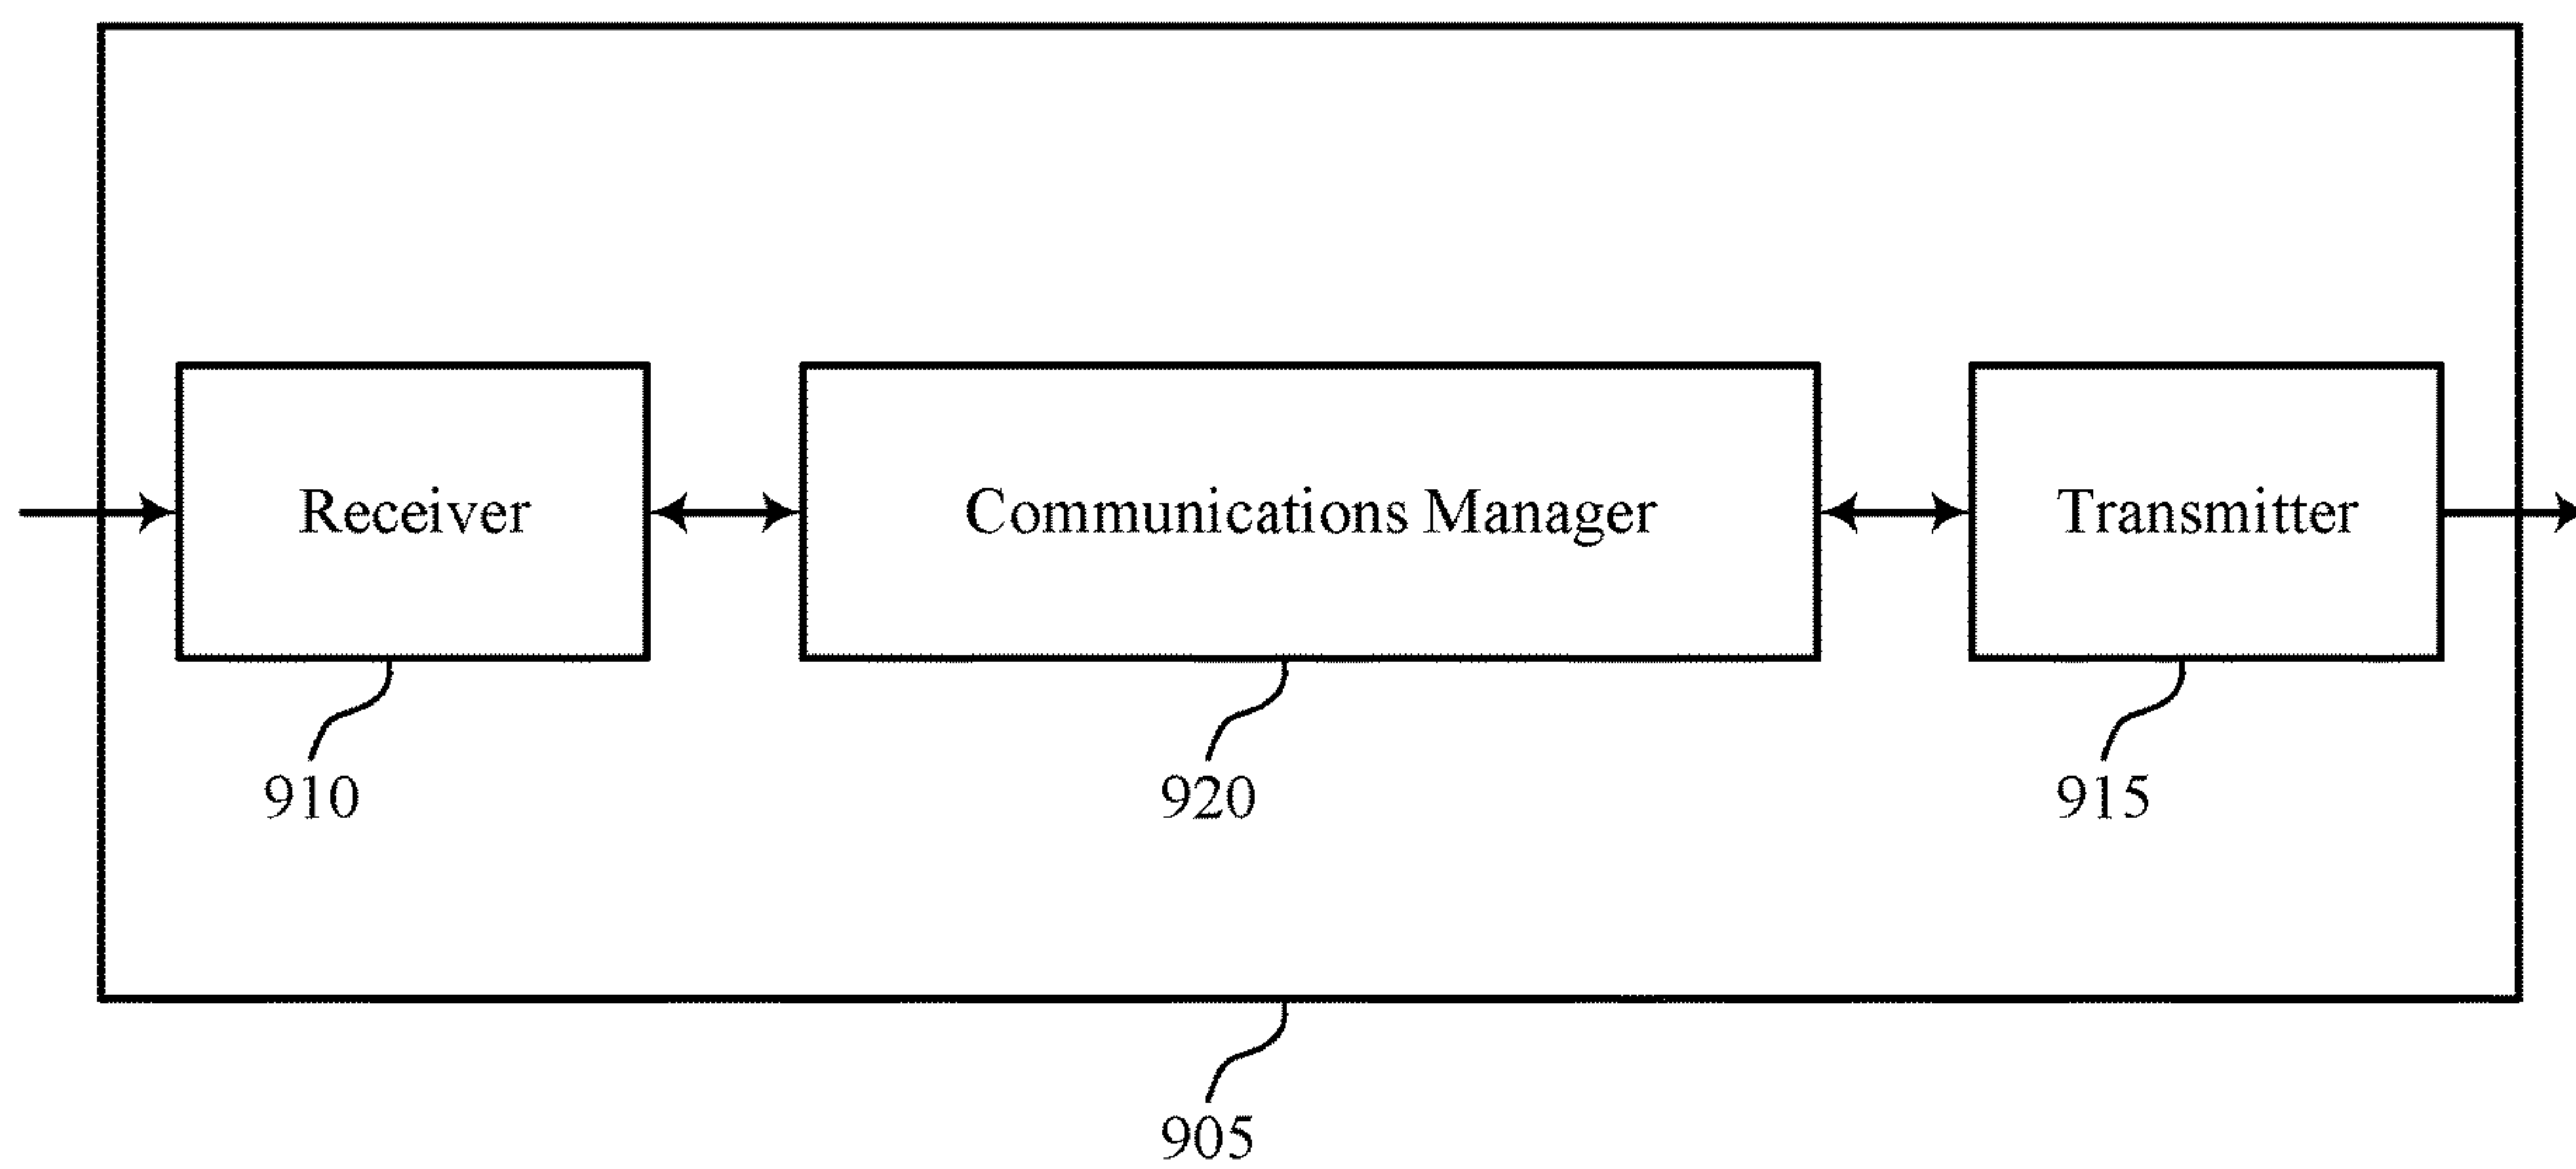 Receiver
Communications Manager
Transmitter
910
920
915
905